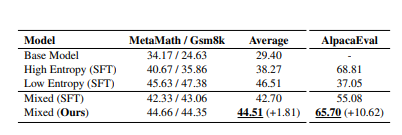 Model MetaMath / Gsm8k Average AlpacaEval
Base Model 34.17 / 24.63 29.40 -
High Entropy (SFT) 40.67 / 35.86 38.27 68.81
Low Entropy (SFT) 45.63 / 47.38 46.51 37.05
Mixed (SFT) 42.33 / 43.06 42.70 55.08
Mixed (Ours) 44.66 / 44.35 44.51 (+1.81) 65.70 (+10.62)